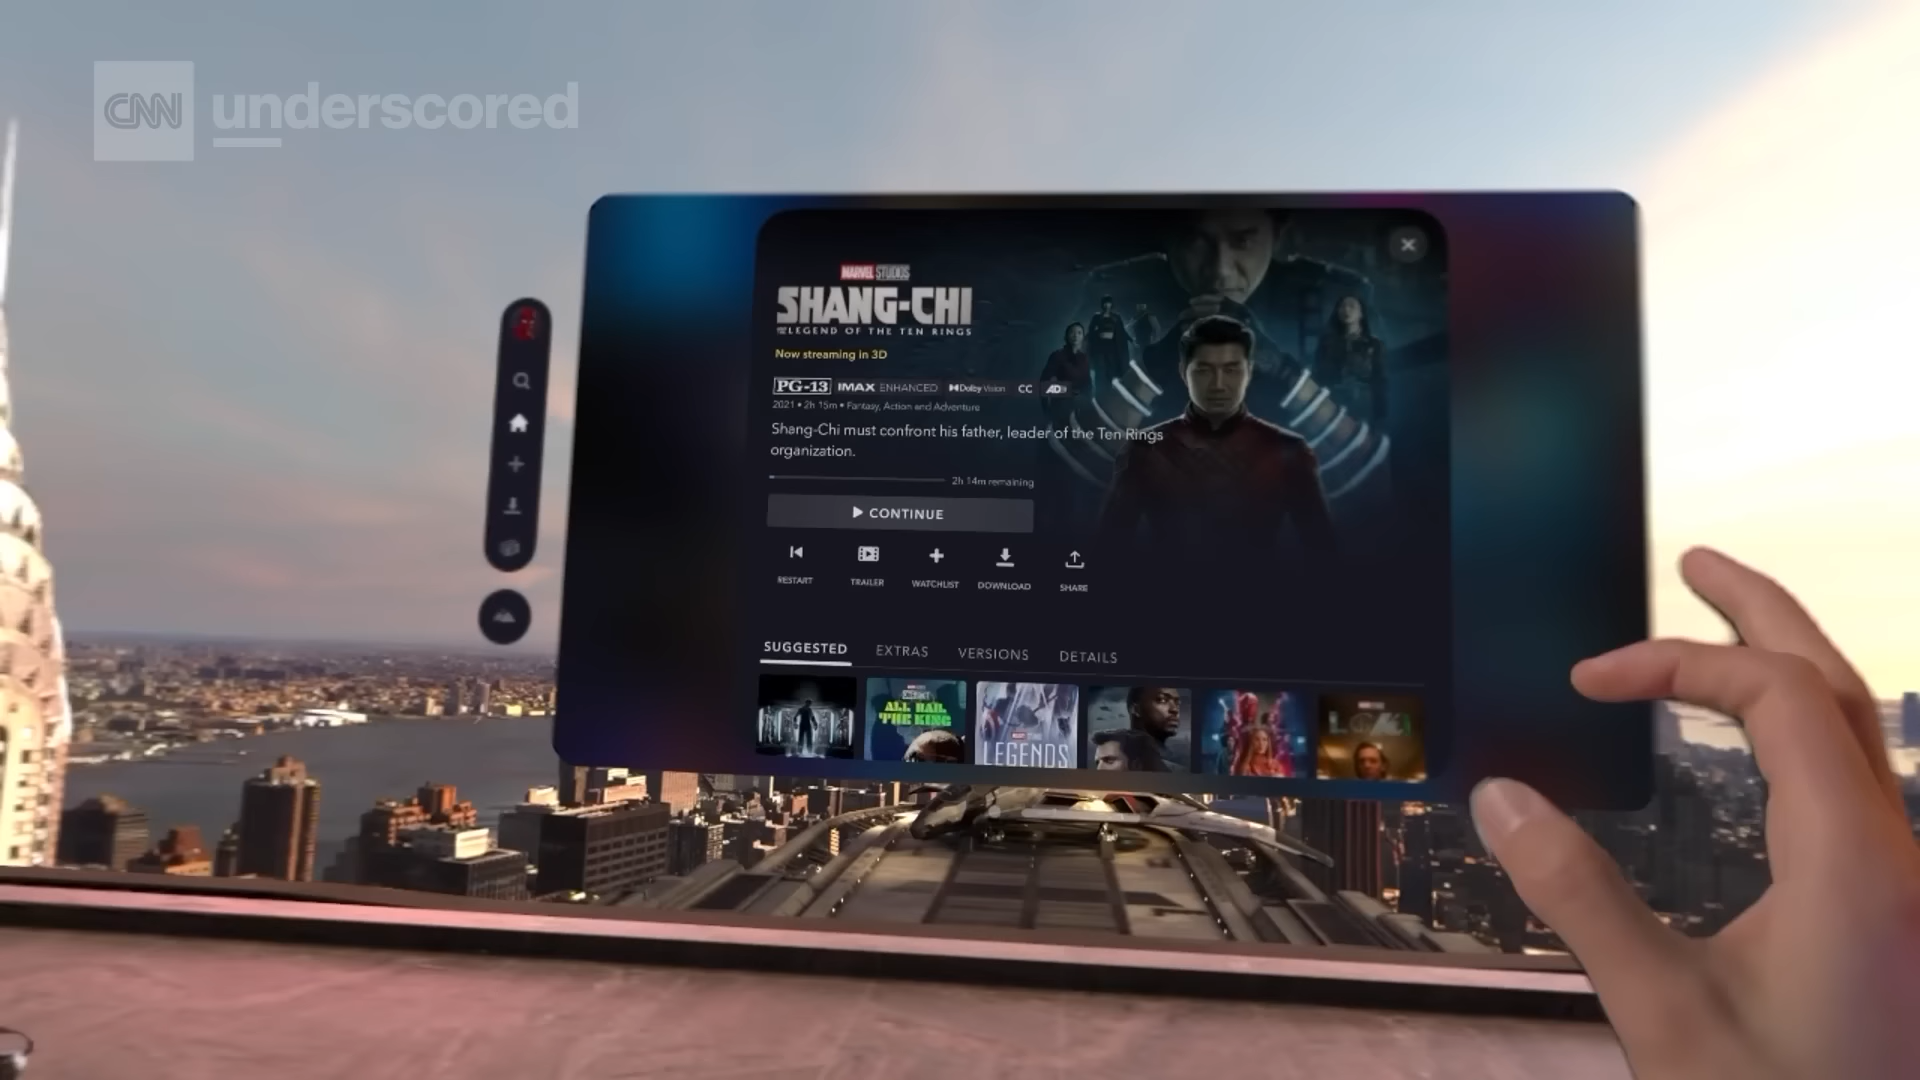 CNN underscored
MARVEL STUDIOS
SHANG-CHI
AND THE LEGEND OF THE TEN RINGS
Now streaming in 3D
PG-13 IMAX ENHANCED Dolby Vision CC AD
2021 • 2h 15m • Fantasy, Action and Adventure
Shang-Chi must confront his father, leader of the Ten Rings
organization.
2h 14m remaining
CONTINUE
RESTART TRAILER WATCHLIST DOWNLOAD SHARE
SUGGESTED EXTRAS VERSIONS DETAILS
ALL HAIL
THE KING
LEGENDS
LOKI